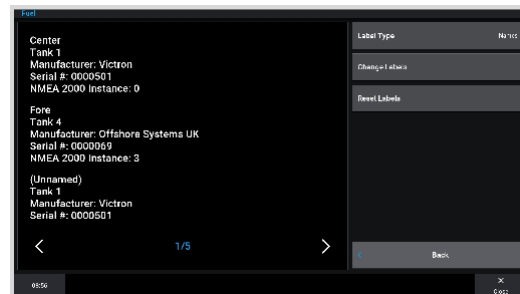 Fuel
Center
Tank 1
Manufacturer: Victron
Serial #: 0000501
NMEA 2000 Instance: 0
Fore
Tank 4
Manufacturer: Offshore Systems UK
Serial #: 0000069
NMEA 2000 Instance: 3
(Unnamed)
Tank 1
Manufacturer: Victron
Serial #: 0000501
1/5
Label Type
Names
Change Labels
Reset Labels
Back
08:56
Close